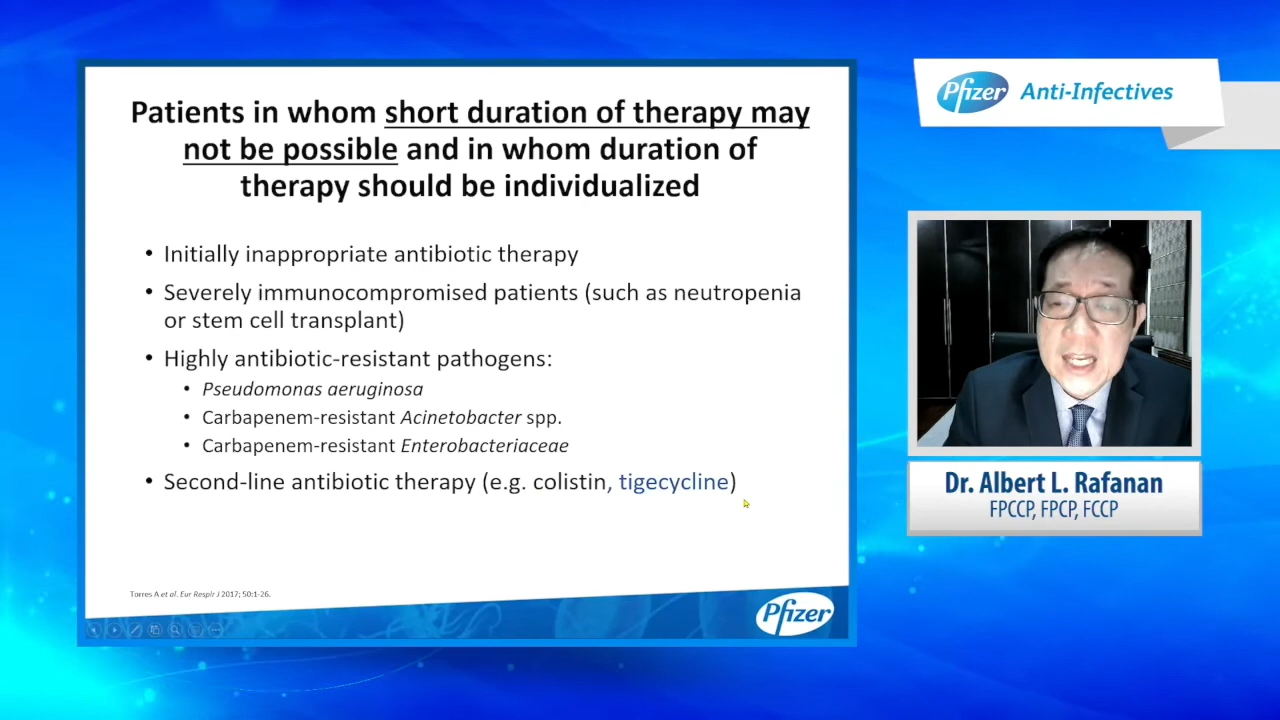 Patients in whom short duration of therapy may
not be possible and in whom duration of
therapy should be individualized
• Initially inappropriate antibiotic therapy
• Severely immunocompromised patients (such as neutropenia
or stem cell transplant)
• Highly antibiotic-resistant pathogens:
• Pseudomonas aeruginosa
• Carbapenem-resistant Acinetobacter spp.
• Carbapenem-resistant Enterobacteriaceae
• Second-line antibiotic therapy (e.g. colistin, tigecycline)
Torres A et al. Eur Respir J 2017; 50:1-26.
Pfizer
Pfizer Anti-Infectives
Dr. Albert L. Rafanan
FPCCP, FPCP, FCCP